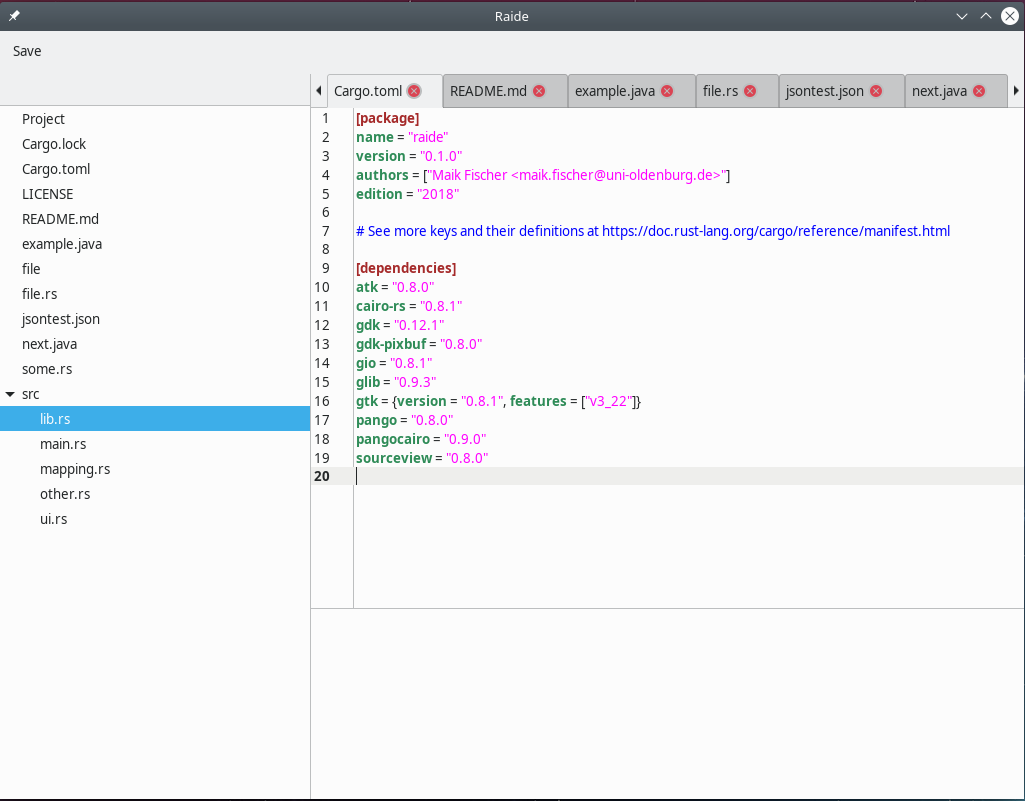 Raide
Save
Project
Cargo.lock
Cargo.toml
LICENSE
README.md
example.java
file
file.rs
jsontest.json
next.java
some.rs
src
lib.rs
main.rs
mapping.rs
other.rs
ui.rs
Cargo.toml README.md example.java file.rs jsontest.json next.java
1 [package]
2 name = "raide"
3 version = "0.1.0"
4 authors = ["Maik Fischer <maik.fischer@uni-oldenburg.de>"]
5 edition = "2018"
6
7 # See more keys and their definitions at https://doc.rust-lang.org/cargo/reference/manifest.html
8
9 [dependencies]
10 atk = "0.8.0"
11 cairo-rs = "0.8.1"
12 gdk = "0.12.1"
13 gdk-pixbuf = "0.8.0"
14 gio = "0.8.1"
15 glib = "0.9.3"
16 gtk = {version = "0.8.1", features = ["v3_22"]}
17 pango = "0.8.0"
18 pangocairo = "0.9.0"
19 sourceview = "0.8.0"
20